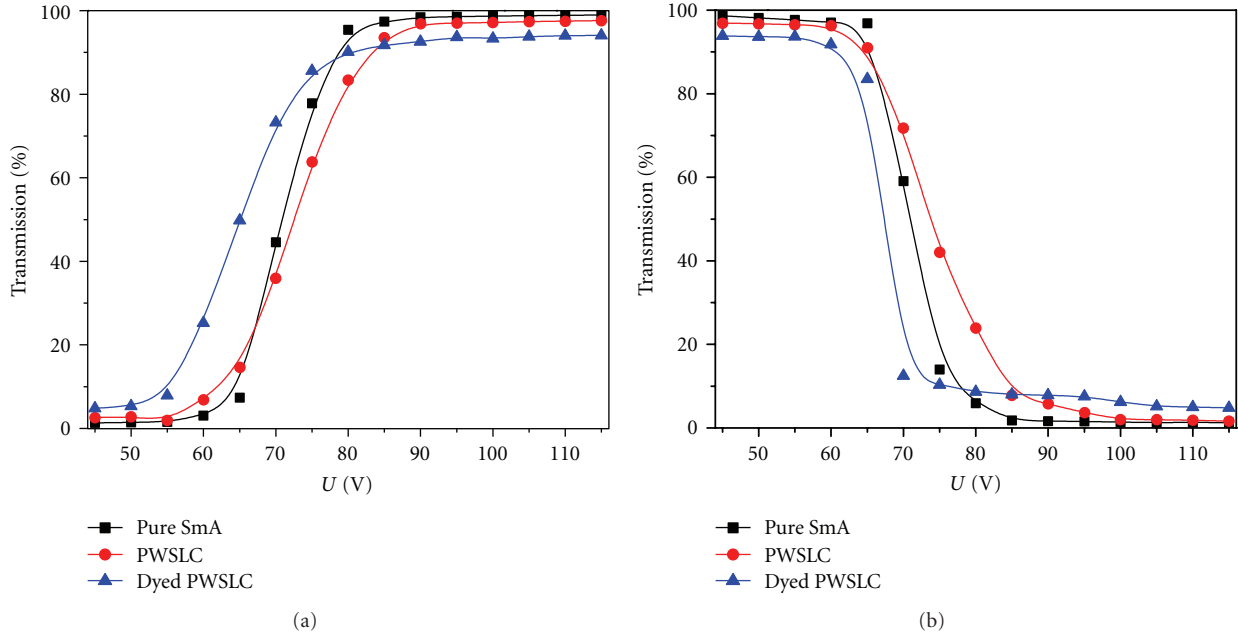 100
80
60
40
20
0
Transmission (%)
50 60 70 80 90 100 110
U (V)
Pure SmA
PWSLC
Dyed PWSLC
(a)
100
80
60
40
20
0
Transmission (%)
50 60 70 80 90 100 110
U (V)
Pure SmA
PWSLC
Dyed PWSLC
(b)